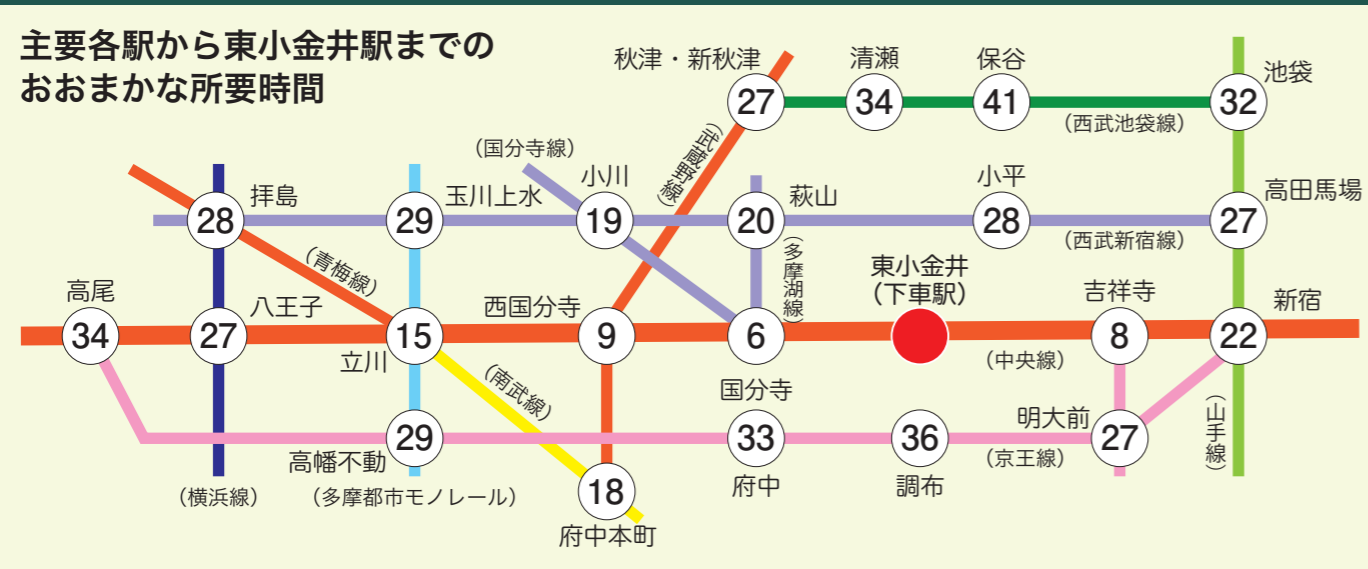 主要各駅から東小金井駅までの
おおまかな所要時間
秋津・新秋津
清瀬
保谷
池袋
27
34
41
32
(西武池袋線)
(武蔵野線)
(国分寺線)
小川
拝島
玉川上水
萩山
小平
高田馬場
28
29
19
20
28
27
(西武新宿線)
(多摩湖線)
(青梅線)
東小金井
(下車駅)
高尾
八王子
西国分寺
吉祥寺
新宿
34
27
15
9
6
8
22
立川
(中央線)
国分寺
(南武線)
(山手線)
明大前
29
33
36
27
高幡不動
(京王線)
府中
調布
(横浜線)
(多摩都市モノレール)
18
府中本町